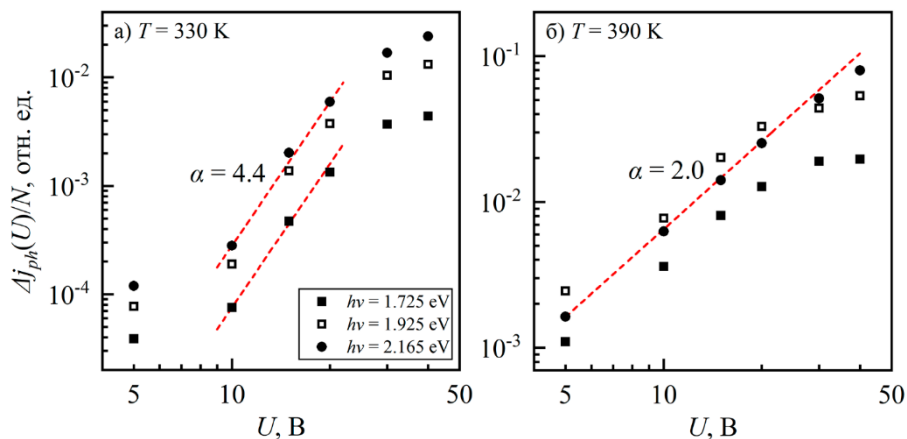 а) T = 330 K
б) T = 390 K
Δj_ph(U)/N, отн. ед.
10^-2
10^-3
10^-4
α = 4.4
hν = 1.725 eV
hν = 1.925 eV
hν = 2.165 eV
5
10
50
U, В
10^-1
10^-2
10^-3
α = 2.0
5
10
50
U, В